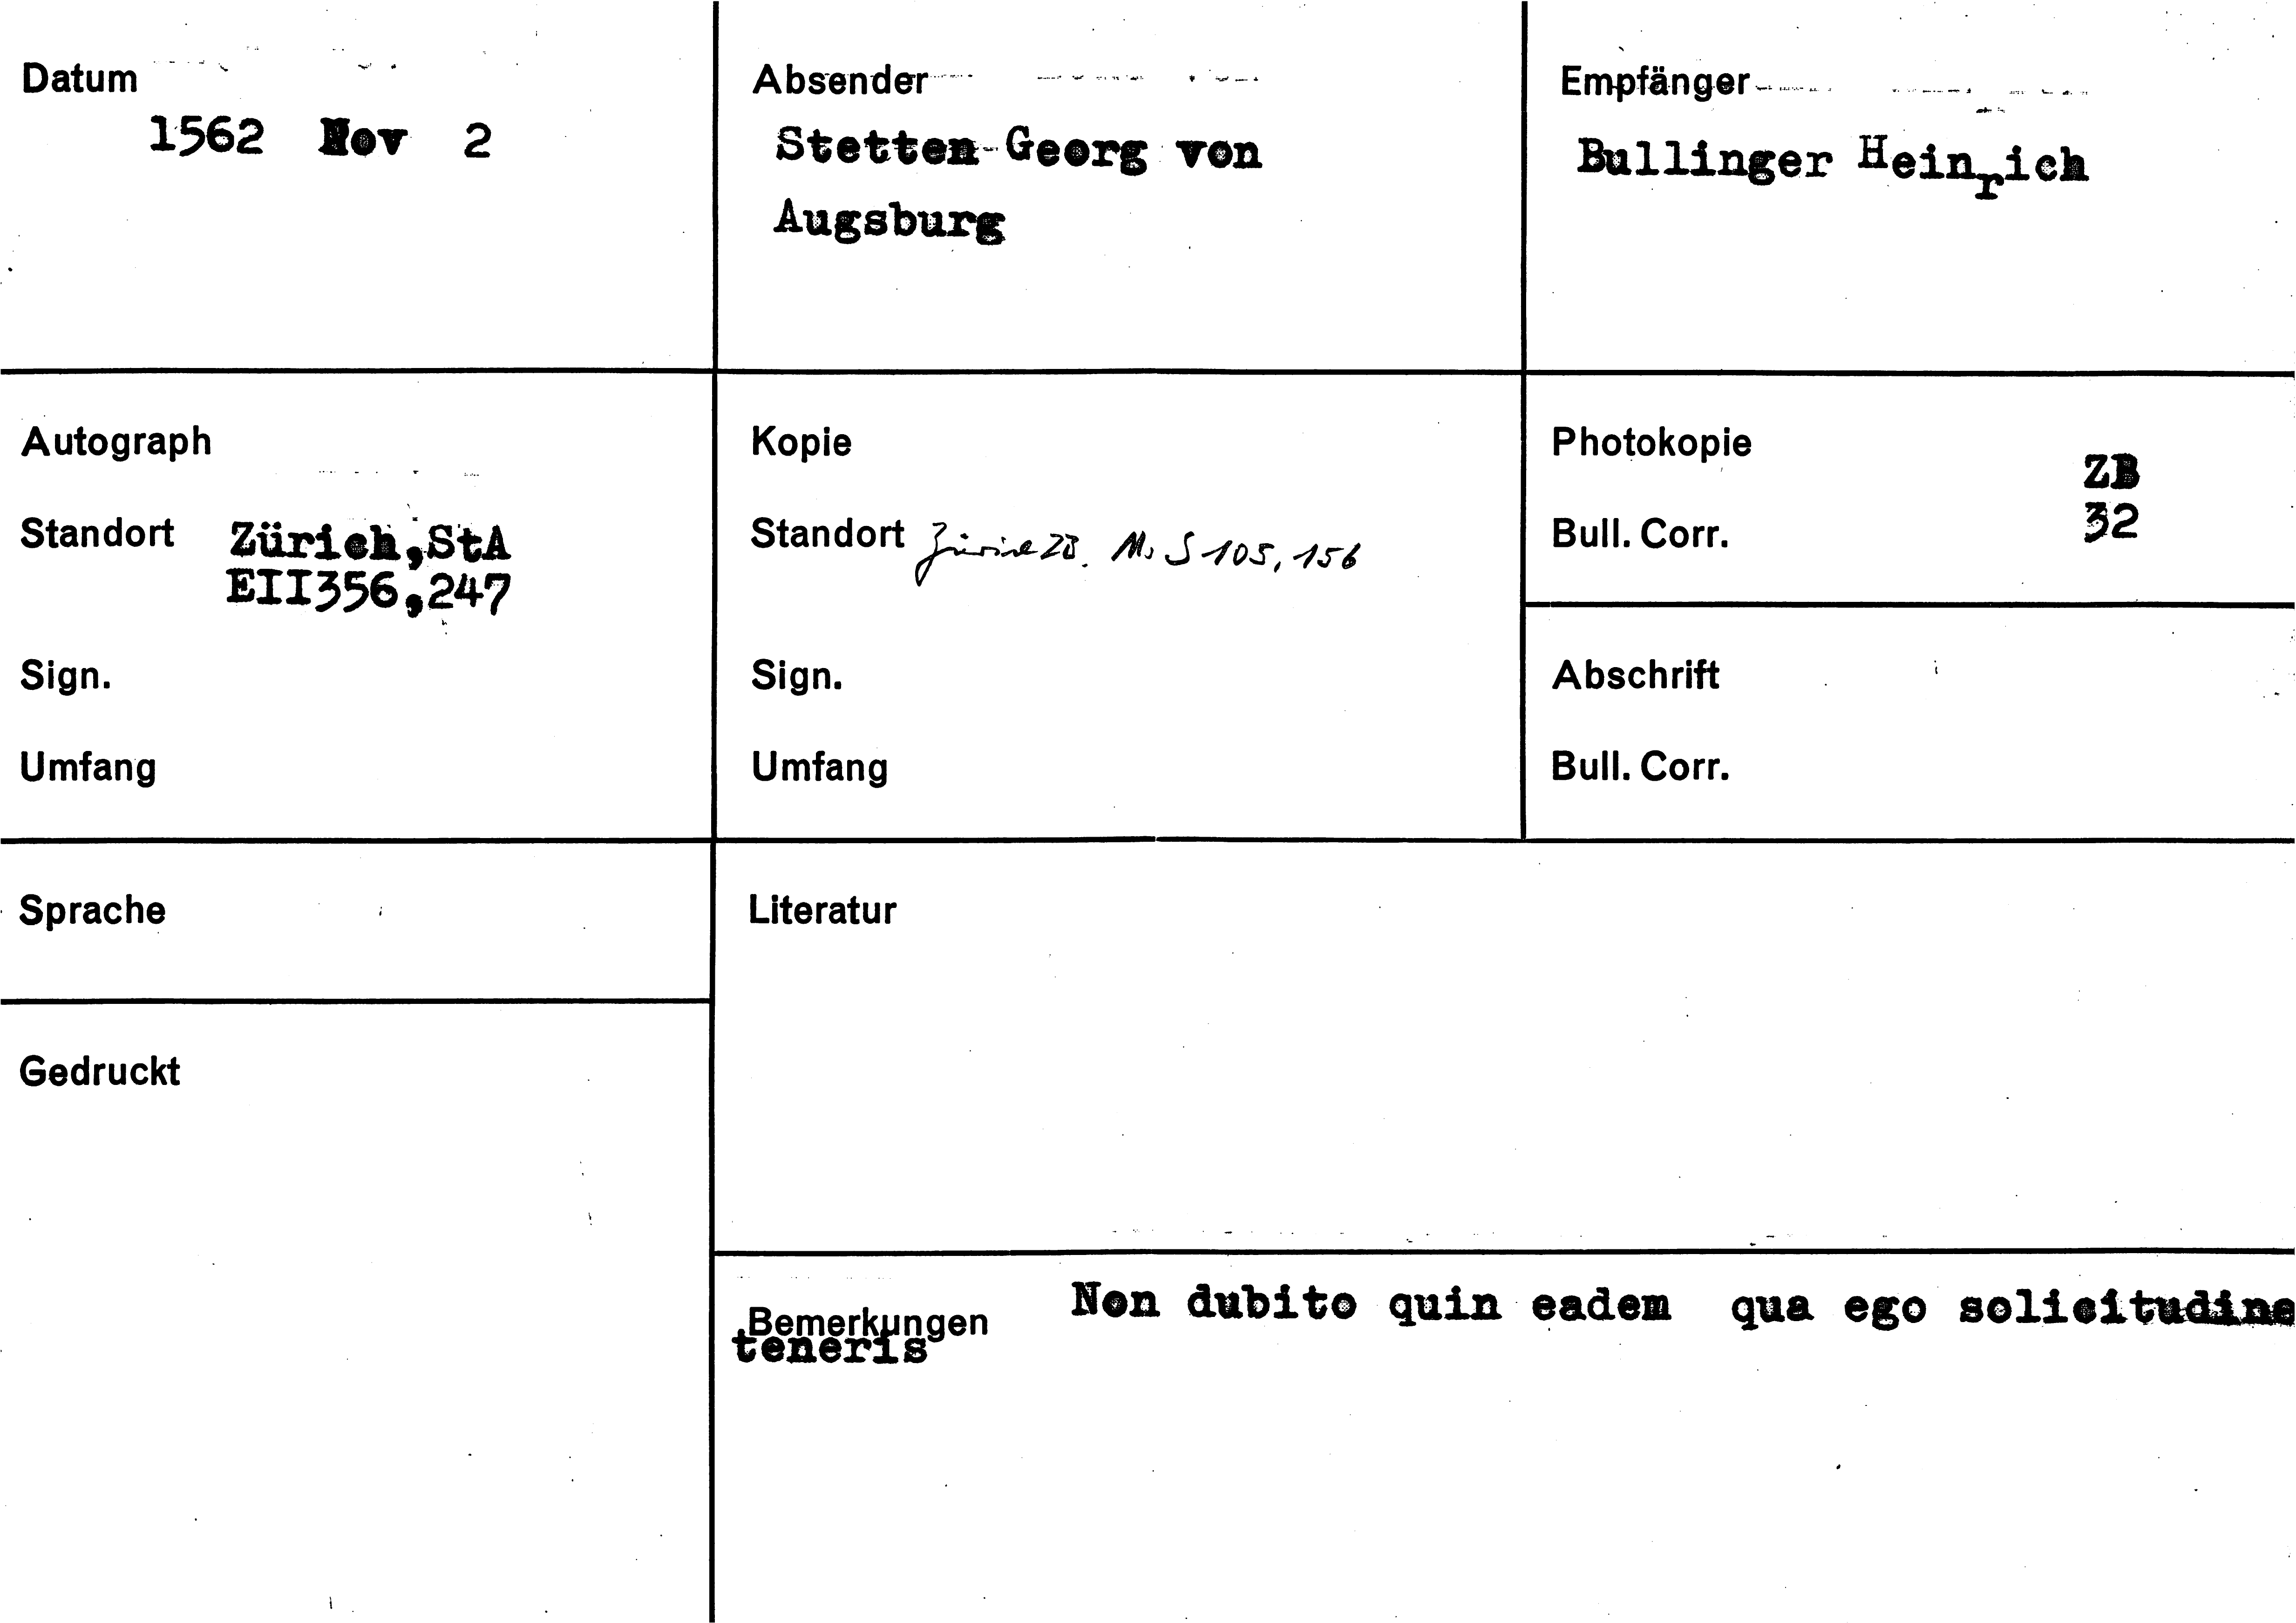 Datum
1562 Nov 2
Absender
Stetten Georg von
Augsburg
Empfänger
Bullinger Heinrich
Autograph
Standort Zürich,StA
EII356,247
Sign.
Umfang
Kopie
Standort Zürich ZB. Ms S 105, 156
Sign.
Umfang
Photokopie
ZB
Bull. Corr. 32
Abschrift
Bull. Corr.
Sprache
Literatur
Gedruckt
Bemerkungen Non dubito quin eadem qua ego solicitudine
teneris